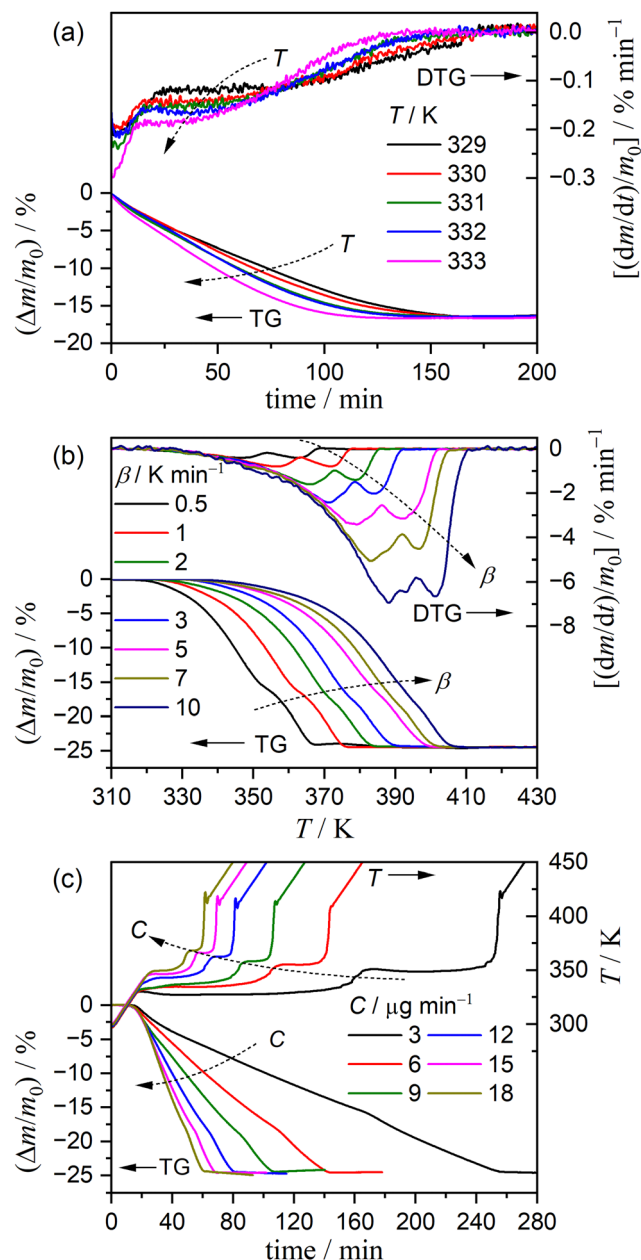 (a)
T
DTG
T / K
329
330
331
332
333
0.0
−0.1
−0.2
−0.3
[(dm/dt)/m₀] / % min⁻¹
0
−5
−10
−15
−20
(Δm/m₀) / %
T
TG
0 50 100 150 200
time / min
(b)
β / K min⁻¹
0.5
1
2
3
5
7
10
0
−2
−4
−6
−8
[(dm/dt)/m₀] / % min⁻¹
β
DTG
0
−5
−10
−15
−20
−25
(Δm/m₀) / %
β
TG
310 330 350 370 390 410 430
T / K
(c)
T
C
450
400
350
300
T / K
C / μg min⁻¹
3 12
6 15
9 18
0
−5
−10
−15
−20
−25
(Δm/m₀) / %
C
TG
0 40 80 120 160 200 240 280
time / min